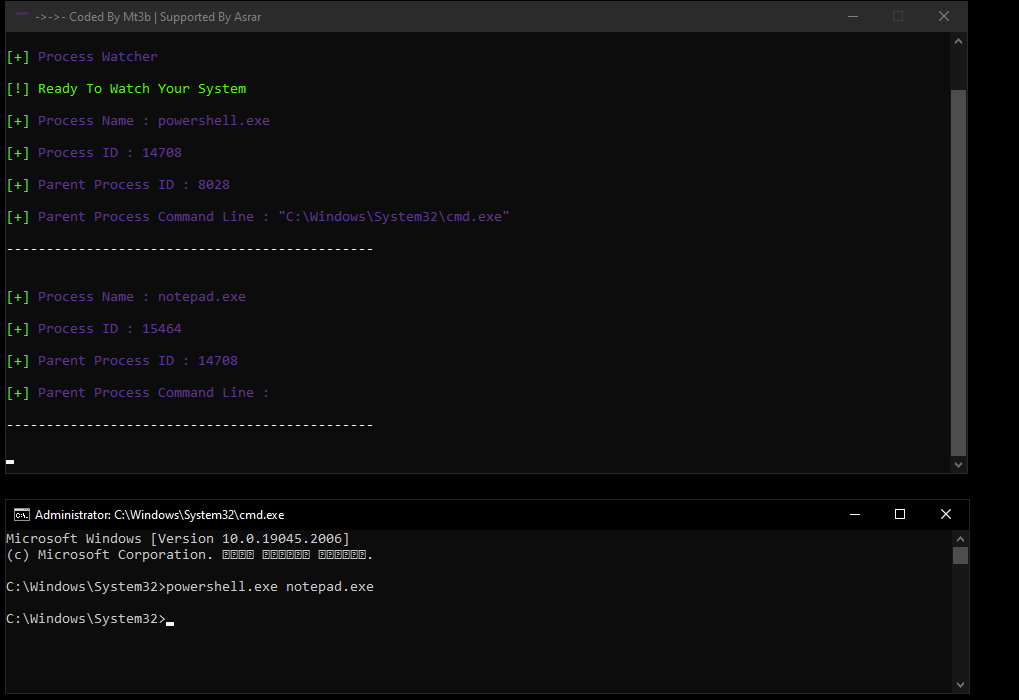 ->->- Coded By Mt3b | Supported By Asrar
[+] Process Watcher
[!] Ready To Watch Your System
[+] Process Name : powershell.exe
[+] Process ID : 14708
[+] Parent Process ID : 8028
[+] Parent Process Command Line : "C:\Windows\System32\cmd.exe"
----------------------------------------------
[+] Process Name : notepad.exe
[+] Process ID : 15464
[+] Parent Process ID : 14708
[+] Parent Process Command Line :
----------------------------------------------
Administrator: C:\Windows\System32\cmd.exe
Microsoft Windows [Version 10.0.19045.2006]
(c) Microsoft Corporation.
C:\Windows\System32>powershell.exe notepad.exe
C:\Windows\System32>